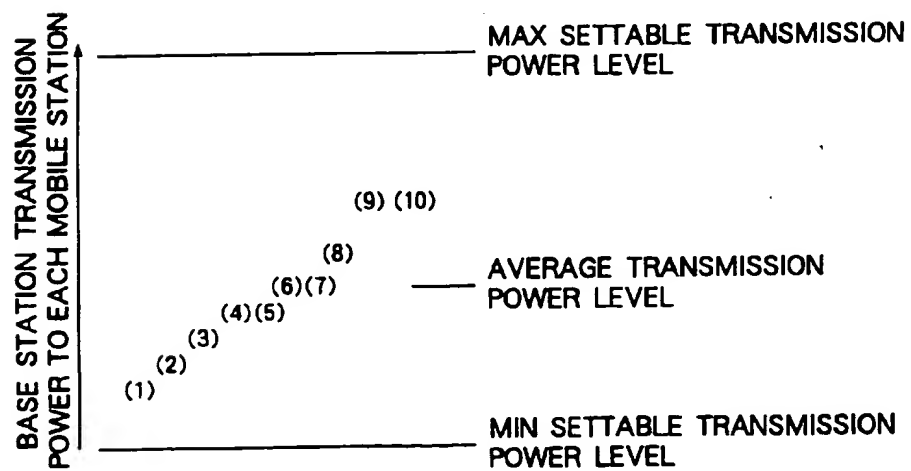 BASE STATION TRANSMISSION
POWER TO EACH MOBILE STATION
MAX SETTABLE TRANSMISSION
POWER LEVEL
(9) (10)
(8)
(6)(7)
(4)(5)
(3)
(2)
(1)
AVERAGE TRANSMISSION
POWER LEVEL
MIN SETTABLE TRANSMISSION
POWER LEVEL